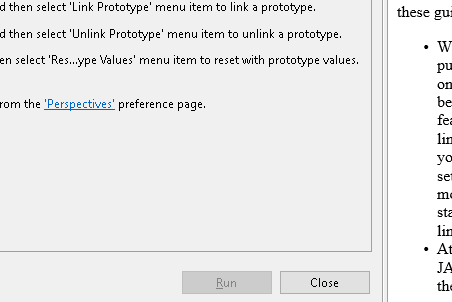 d then select 'Link Prototype' menu item to link a prototype.
d then select 'Unlink Prototype' menu item to unlink a prototype.
en select 'Res...ype Values' menu item to reset with prototype values.
rom the 'Perspectives' preference page.
Run
Close
these gui
• W
pu
on
be
fea
lin
yo
set
mo
sta
lin
• At
JA
the